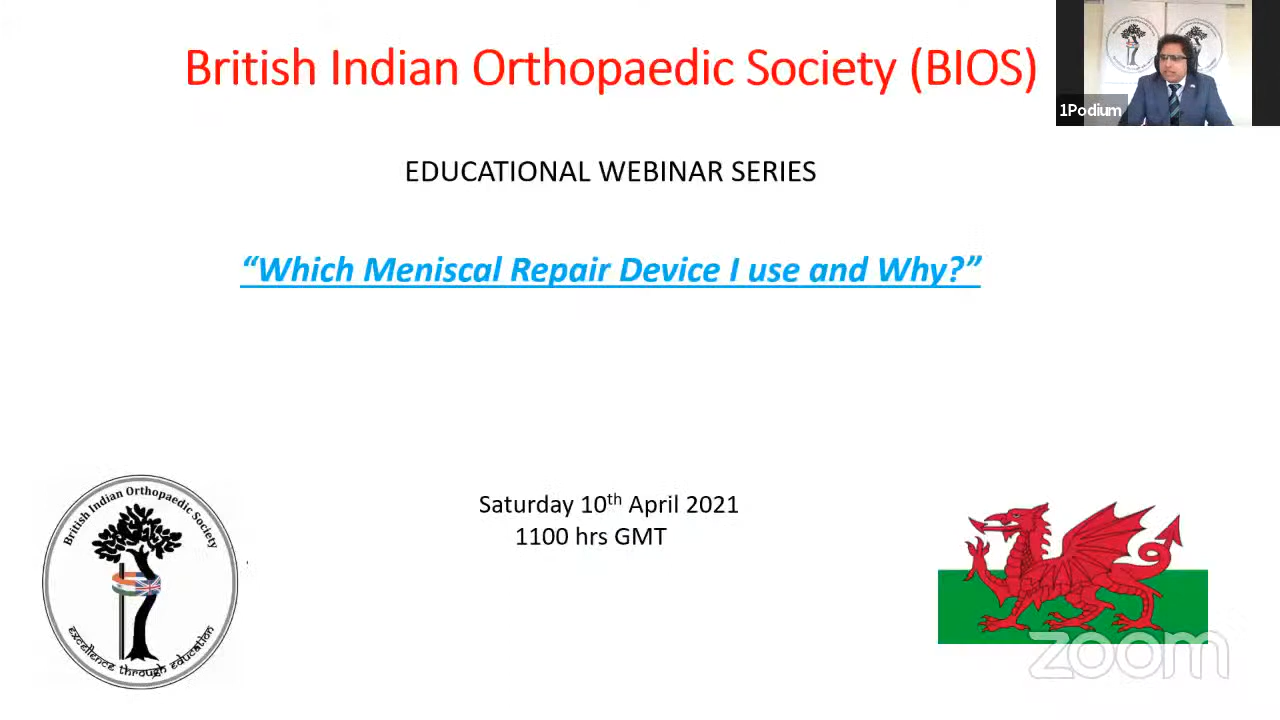 British Indian Orthopaedic Society (BIOS)
1Podium
EDUCATIONAL WEBINAR SERIES
“Which Meniscal Repair Device I use and Why?”
Saturday 10th April 2021
1100 hrs GMT
British Indian Orthopaedic Society
excellence through education
zoom